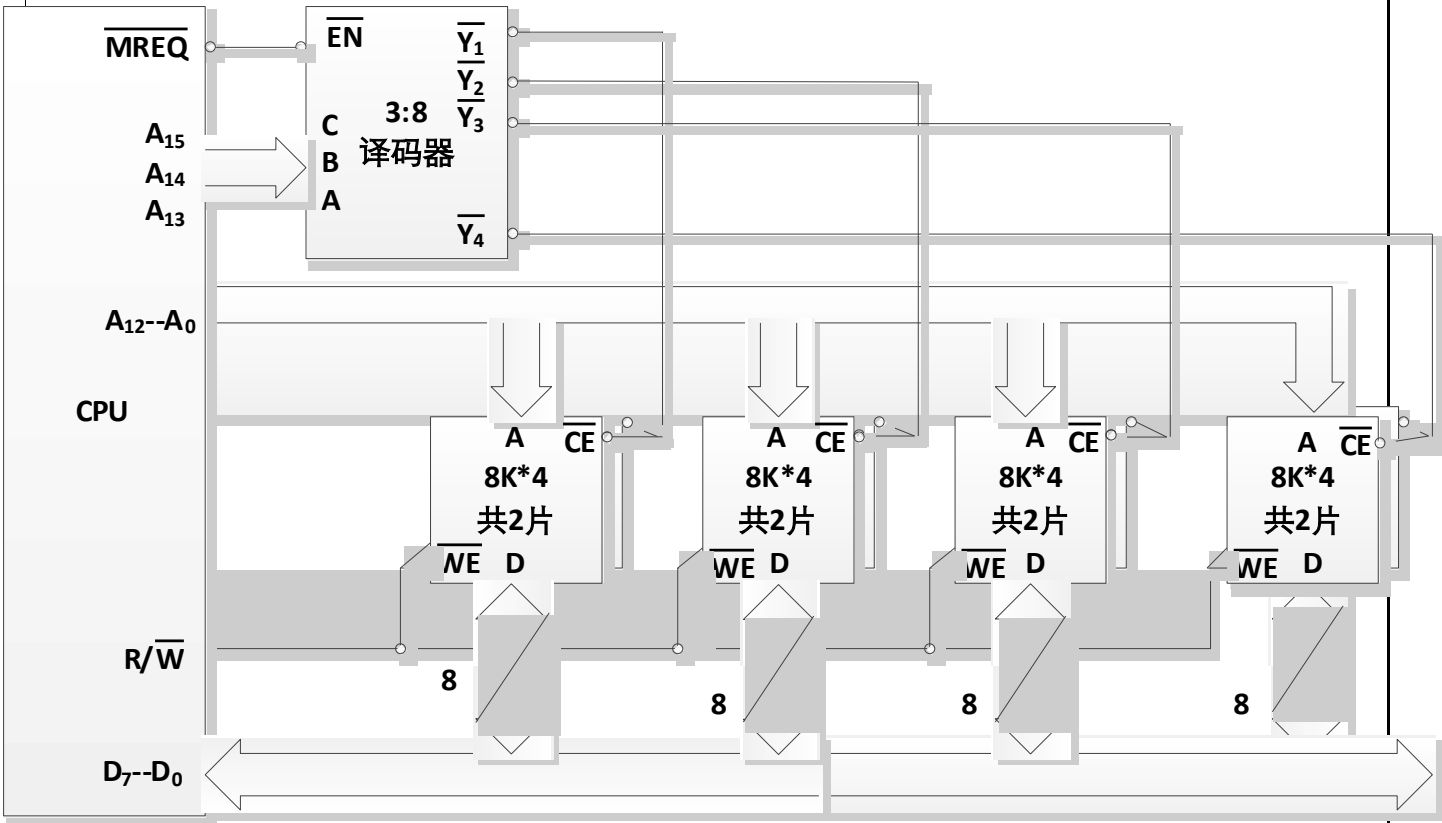 MREQ
EN
Y1
Y2
Y3
Y4
3:8
译码器
C
B
A
A15
A14
A13
A12--A0
CPU
A
CE
8K*4
共2片
WE
D
A
CE
8K*4
共2片
WE
D
A
CE
8K*4
共2片
WE
D
A
CE
8K*4
共2片
WE
D
R/W
8
8
8
8
D7--D0